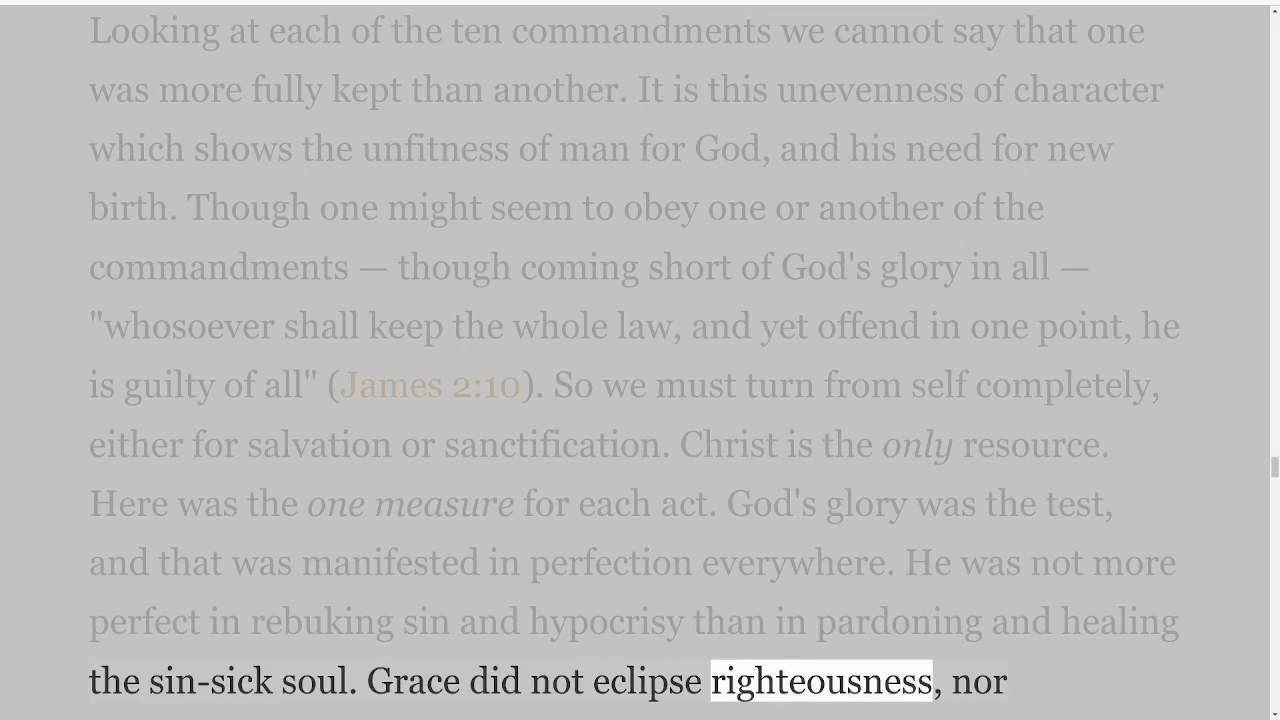 Looking at each of the ten commandments we cannot say that one
was more fully kept than another. It is this unevenness of character
which shows the unfitness of man for God, and his need for new
birth. Though one might seem to obey one or another of the
commandments — though coming short of God's glory in all —
"whosoever shall keep the whole law, and yet offend in one point, he
is guilty of all" (James 2:10). So we must turn from self completely,
either for salvation or sanctification. Christ is the only resource.
Here was the one measure for each act. God's glory was the test,
and that was manifested in perfection everywhere. He was not more
perfect in rebuking sin and hypocrisy than in pardoning and healing
the sin-sick soul. Grace did not eclipse righteousness, nor